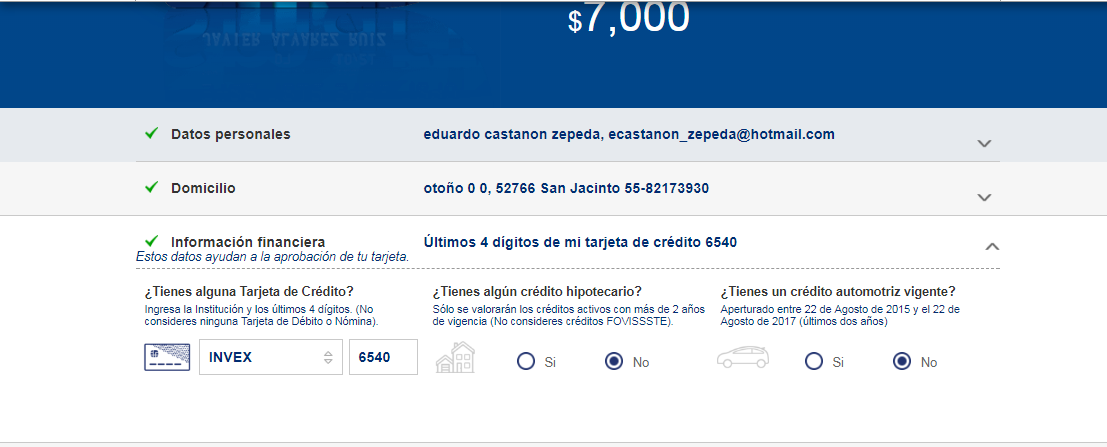 $7,000
JAVIER ALVARES RUIZ
Datos personales eduardo castanon zepeda, ecastanon_zepeda@hotmail.com
Domicilio otoño 0 0, 52766 San Jacinto 55-82173930
Información financiera Últimos 4 dígitos de mi tarjeta de crédito 6540
Estos datos ayudan a la aprobación de tu tarjeta.
¿Tienes alguna Tarjeta de Crédito?
Ingresa la Institución y los últimos 4 dígitos. (No
consideres ninguna Tarjeta de Débito o Nómina).
INVEX 6540
¿Tienes algún crédito hipotecario?
Sólo se valorarán los créditos activos con más de 2 años
de vigencia (No consideres créditos FOVISSSTE).
Si No
¿Tienes un crédito automotriz vigente?
Aperturado entre 22 de Agosto de 2015 y el 22 de
Agosto de 2017 (últimos dos años)
Si No